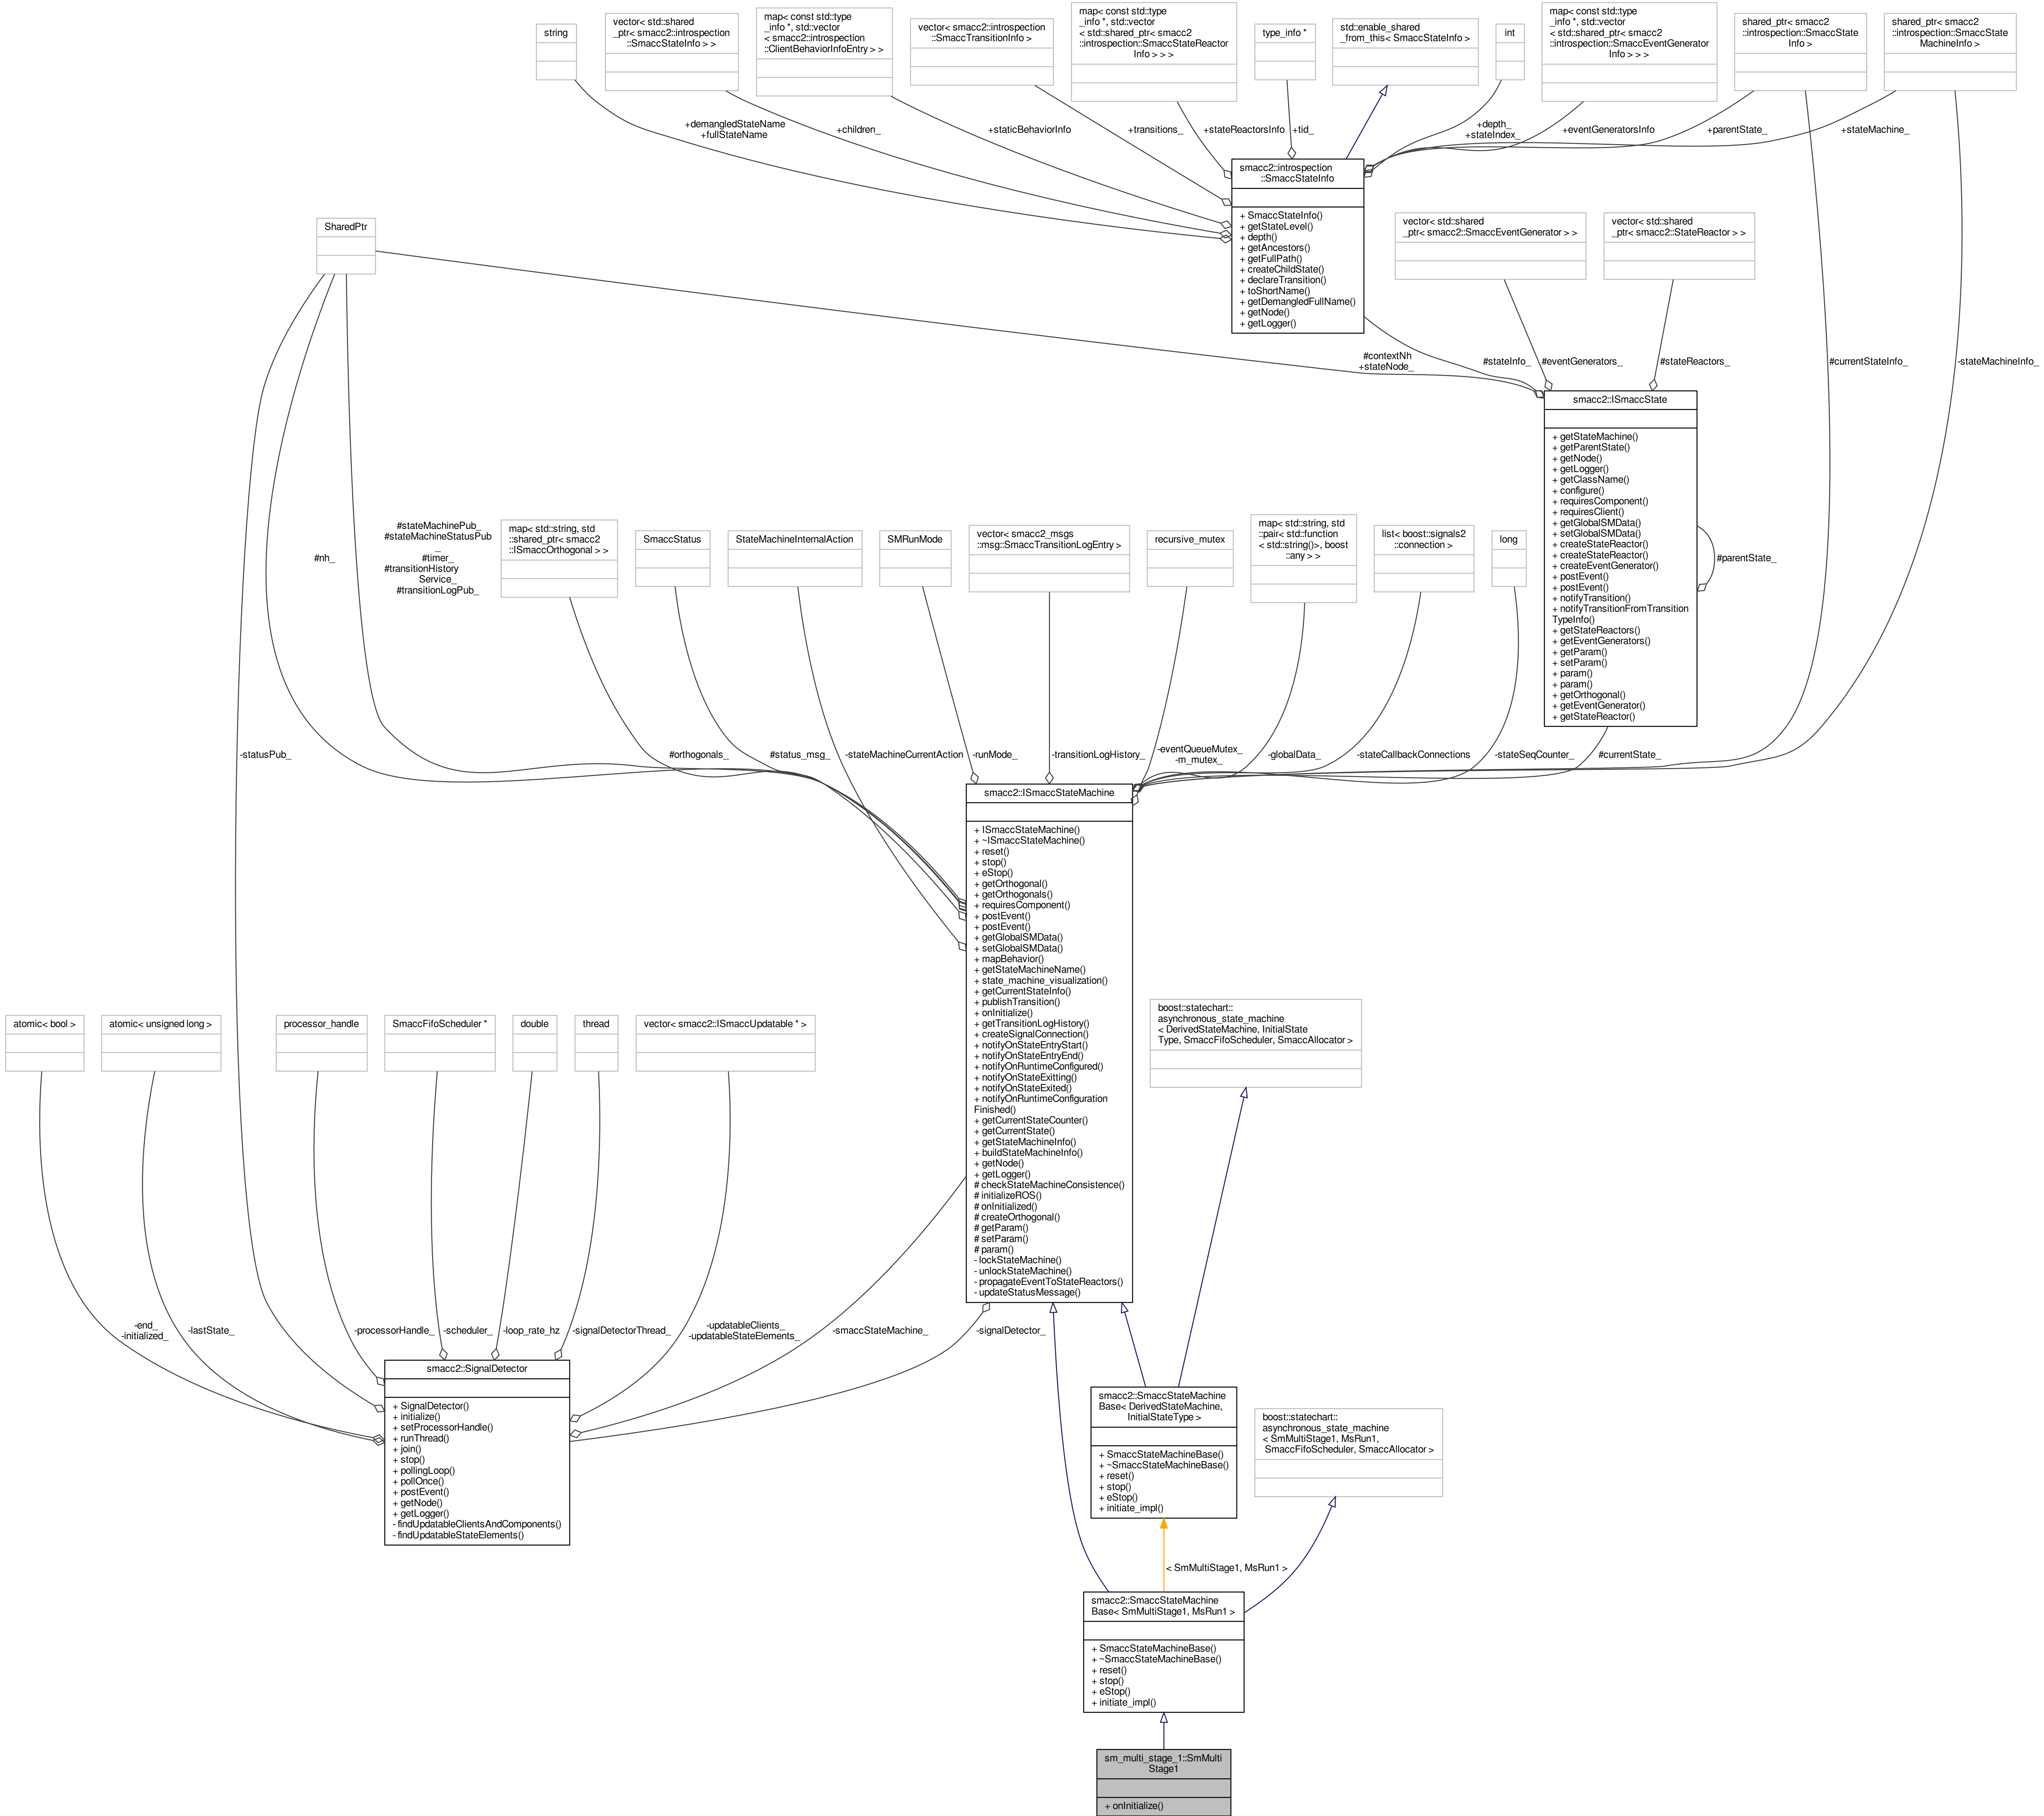 string
vector< std::shared
_ptr< smacc2::introspection
::SmaccStateInfo > >
map< const std::type
_info *, std::vector
< smacc2::introspection
::ClientBehaviorInfoEntry > >
vector< smacc2::introspection
::SmaccTransitionInfo >
map< const std::type
_info *, std::vector
< std::shared_ptr< smacc2
::introspection::SmaccStateReactor
Info > > >
type_info *
std::enable_shared
_from_this< SmaccStateInfo >
int
map< const std::type
_info *, std::vector
< std::shared_ptr< smacc2
::introspection::SmaccEventGenerator
Info > > >
shared_ptr< smacc2
::introspection::SmaccState
Info >
shared_ptr< smacc2
::introspection::SmaccState
MachineInfo >
+demangledStateName
+fullStateName
+children_
+staticBehaviorInfo
+transitions_
+stateReactorsInfo
+tid_
+depth_
+stateIndex_
+eventGeneratorsInfo
+parentState_
+stateMachine_
smacc2::introspection
::SmaccStateInfo
+ SmaccStateInfo()
+ getStateLevel()
+ depth()
+ getAncestors()
+ getFullPath()
+ createChildState()
+ declareTransition()
+ toShortName()
+ getDemangledFullName()
+ getNode()
+ getLogger()
SharedPtr
vector< std::shared
_ptr< smacc2::SmaccEventGenerator > >
vector< std::shared
_ptr< smacc2::StateReactor > >
#contextNh
+stateNode_
#stateInfo_
#eventGenerators_
#stateReactors_
#currentStateInfo_
-stateMachineInfo_
smacc2::ISmaccState
+ getStateMachine()
+ getParentState()
+ getNode()
+ getLogger()
+ getClassName()
+ configure()
+ requiresComponent()
+ requiresClient()
+ getGlobalSMData()
+ setGlobalSMData()
+ createStateReactor()
+ createStateReactor()
+ createEventGenerator()
+ postEvent()
+ postEvent()
+ notifyTransition()
+ notifyTransitionFromTransition
TypeInfo()
+ getStateReactors()
+ getEventGenerators()
+ getParam()
+ setParam()
+ param()
+ param()
+ getOrthogonal()
+ getEventGenerator()
+ getStateReactor()
#parentState_
#nh_
#stateMachinePub_
#stateMachineStatusPub
_
#timer_
#transitionHistory
Service_
#transitionLogPub_
map< std::string, std
::shared_ptr< smacc2
::ISmaccOrthogonal > >
SmaccStatus
StateMachineInternalAction
SMRunMode
vector< smacc2_msgs
::msg::SmaccTransitionLogEntry >
recursive_mutex
map< std::string, std
::pair< std::function
< std::string()>, boost
::any > >
list< boost::signals2
::connection >
long
-statusPub_
#orthogonals_
#status_msg_
-stateMachineCurrentAction
-runMode_
-transitionLogHistory_
-eventQueueMutex_
-m_mutex_
-globalData_
-stateCallbackConnections
-stateSeqCounter_
#currentState_
smacc2::ISmaccStateMachine
+ ISmaccStateMachine()
+ ~ISmaccStateMachine()
+ reset()
+ stop()
+ eStop()
+ getOrthogonal()
+ getOrthogonals()
+ requiresComponent()
+ postEvent()
+ postEvent()
+ getGlobalSMData()
+ setGlobalSMData()
+ mapBehavior()
+ getStateMachineName()
+ state_machine_visualization()
+ getCurrentStateInfo()
+ publishTransition()
+ onInitialize()
+ getTransitionLogHistory()
+ createSignalConnection()
+ notifyOnStateEntryStart()
+ notifyOnStateEntryEnd()
+ notifyOnRuntimeConfigured()
+ notifyOnStateExitting()
+ notifyOnStateExited()
+ notifyOnRuntimeConfiguration
Finished()
+ getCurrentStateCounter()
+ getCurrentState()
+ getStateMachineInfo()
+ buildStateMachineInfo()
+ getNode()
+ getLogger()
# checkStateMachineConsistence()
# initializeROS()
# onInitialized()
# createOrthogonal()
# getParam()
# setParam()
# param()
- lockStateMachine()
- unlockStateMachine()
- propagateEventToStateReactors()
- updateStatusMessage()
atomic< bool >
atomic< unsigned long >
processor_handle
SmaccFifoScheduler *
double
thread
vector< smacc2::ISmaccUpdatable * >
boost::statechart::
asynchronous_state_machine
< DerivedStateMachine, InitialState
Type, SmaccFifoScheduler, SmaccAllocator >
-end_
-initialized_
-lastState_
-processorHandle_
-scheduler_
-loop_rate_hz
-signalDetectorThread_
-updatableClients_
-updatableStateElements_
-smaccStateMachine_
-signalDetector_
smacc2::SignalDetector
+ SignalDetector()
+ initialize()
+ setProcessorHandle()
+ runThread()
+ join()
+ stop()
+ pollingLoop()
+ pollOnce()
+ postEvent()
+ getNode()
+ getLogger()
- findUpdatableClientsAndComponents()
- findUpdatableStateElements()
smacc2::SmaccStateMachine
Base< DerivedStateMachine,
InitialStateType >
+ SmaccStateMachineBase()
+ ~SmaccStateMachineBase()
+ reset()
+ stop()
+ eStop()
+ initiate_impl()
boost::statechart::
asynchronous_state_machine
< SmMultiStage1, MsRun1,
SmaccFifoScheduler, SmaccAllocator >
< SmMultiStage1, MsRun1 >
smacc2::SmaccStateMachine
Base< SmMultiStage1, MsRun1 >
+ SmaccStateMachineBase()
+ ~SmaccStateMachineBase()
+ reset()
+ stop()
+ eStop()
+ initiate_impl()
sm_multi_stage_1::SmMulti
Stage1
+ onInitialize()